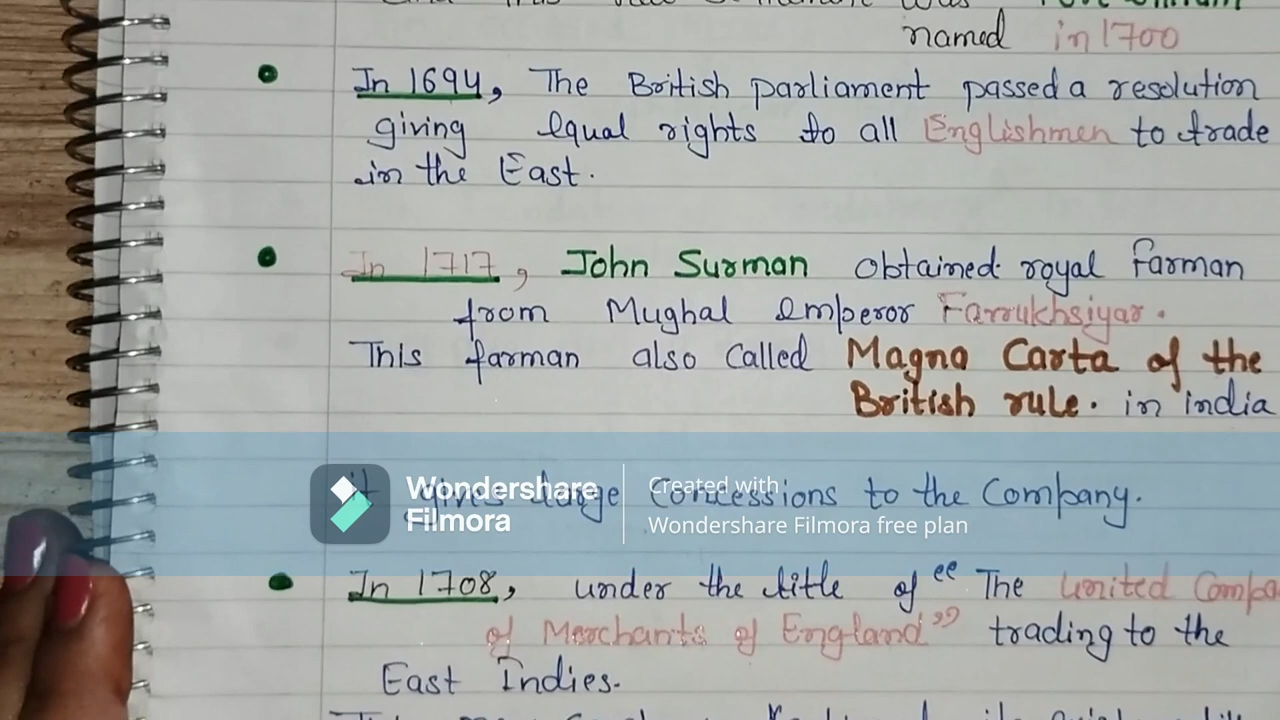 named in 1700
In 1694, The British parliament passed a resolution
giving equal rights to all Englishmen to trade
in the East.
In 1717, John Surman obtained royal farman
from Mughal emperor Farrukhsiyar.
This farman also called Magna Carta of the
British rule. in india
it gives large concessions to the Company.
Wondershare
Filmora
Created with
Wondershare Filmora free plan
In 1708, under the title of "The United Compa
of Merchants of England" trading to the
East Indies.